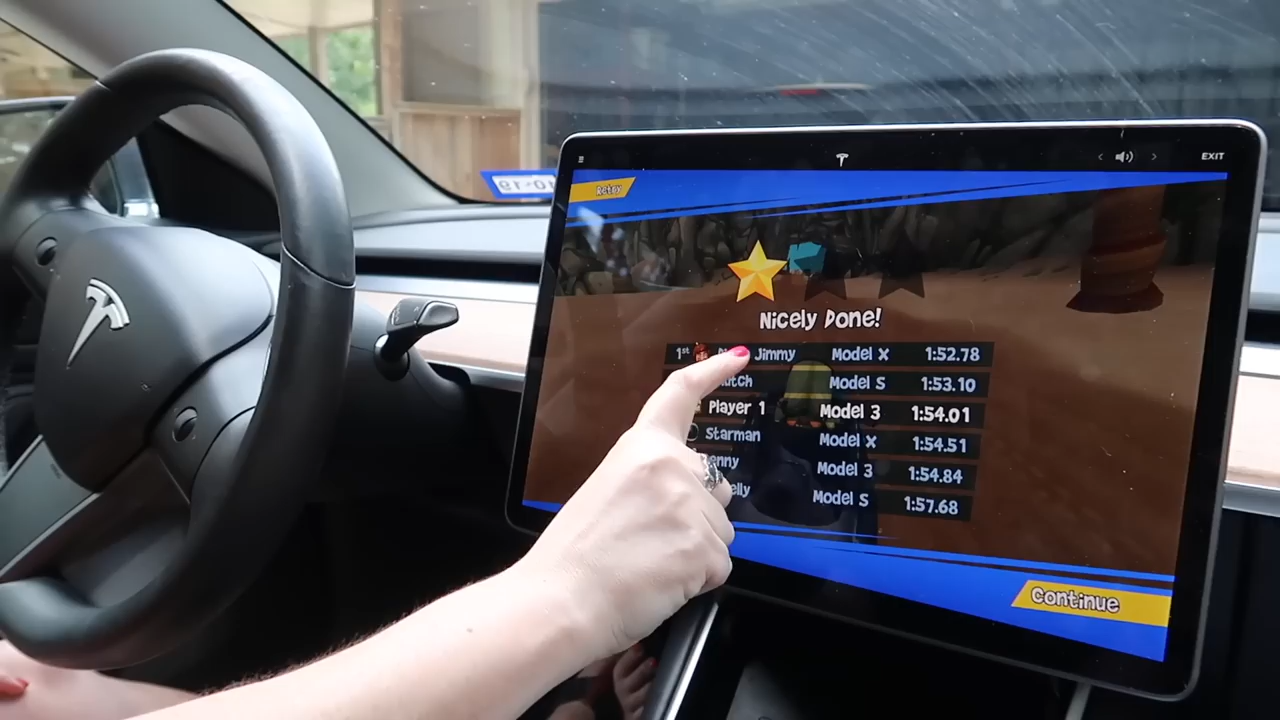 EXIT
Retry
Nicely Done!
1st Jimmy Model X 1:52.78
Model S 1:53.10
Player 1 Model 3 1:54.01
Starman Model X 1:54.51
Model 3 1:54.84
Model S 1:57.68
Continue